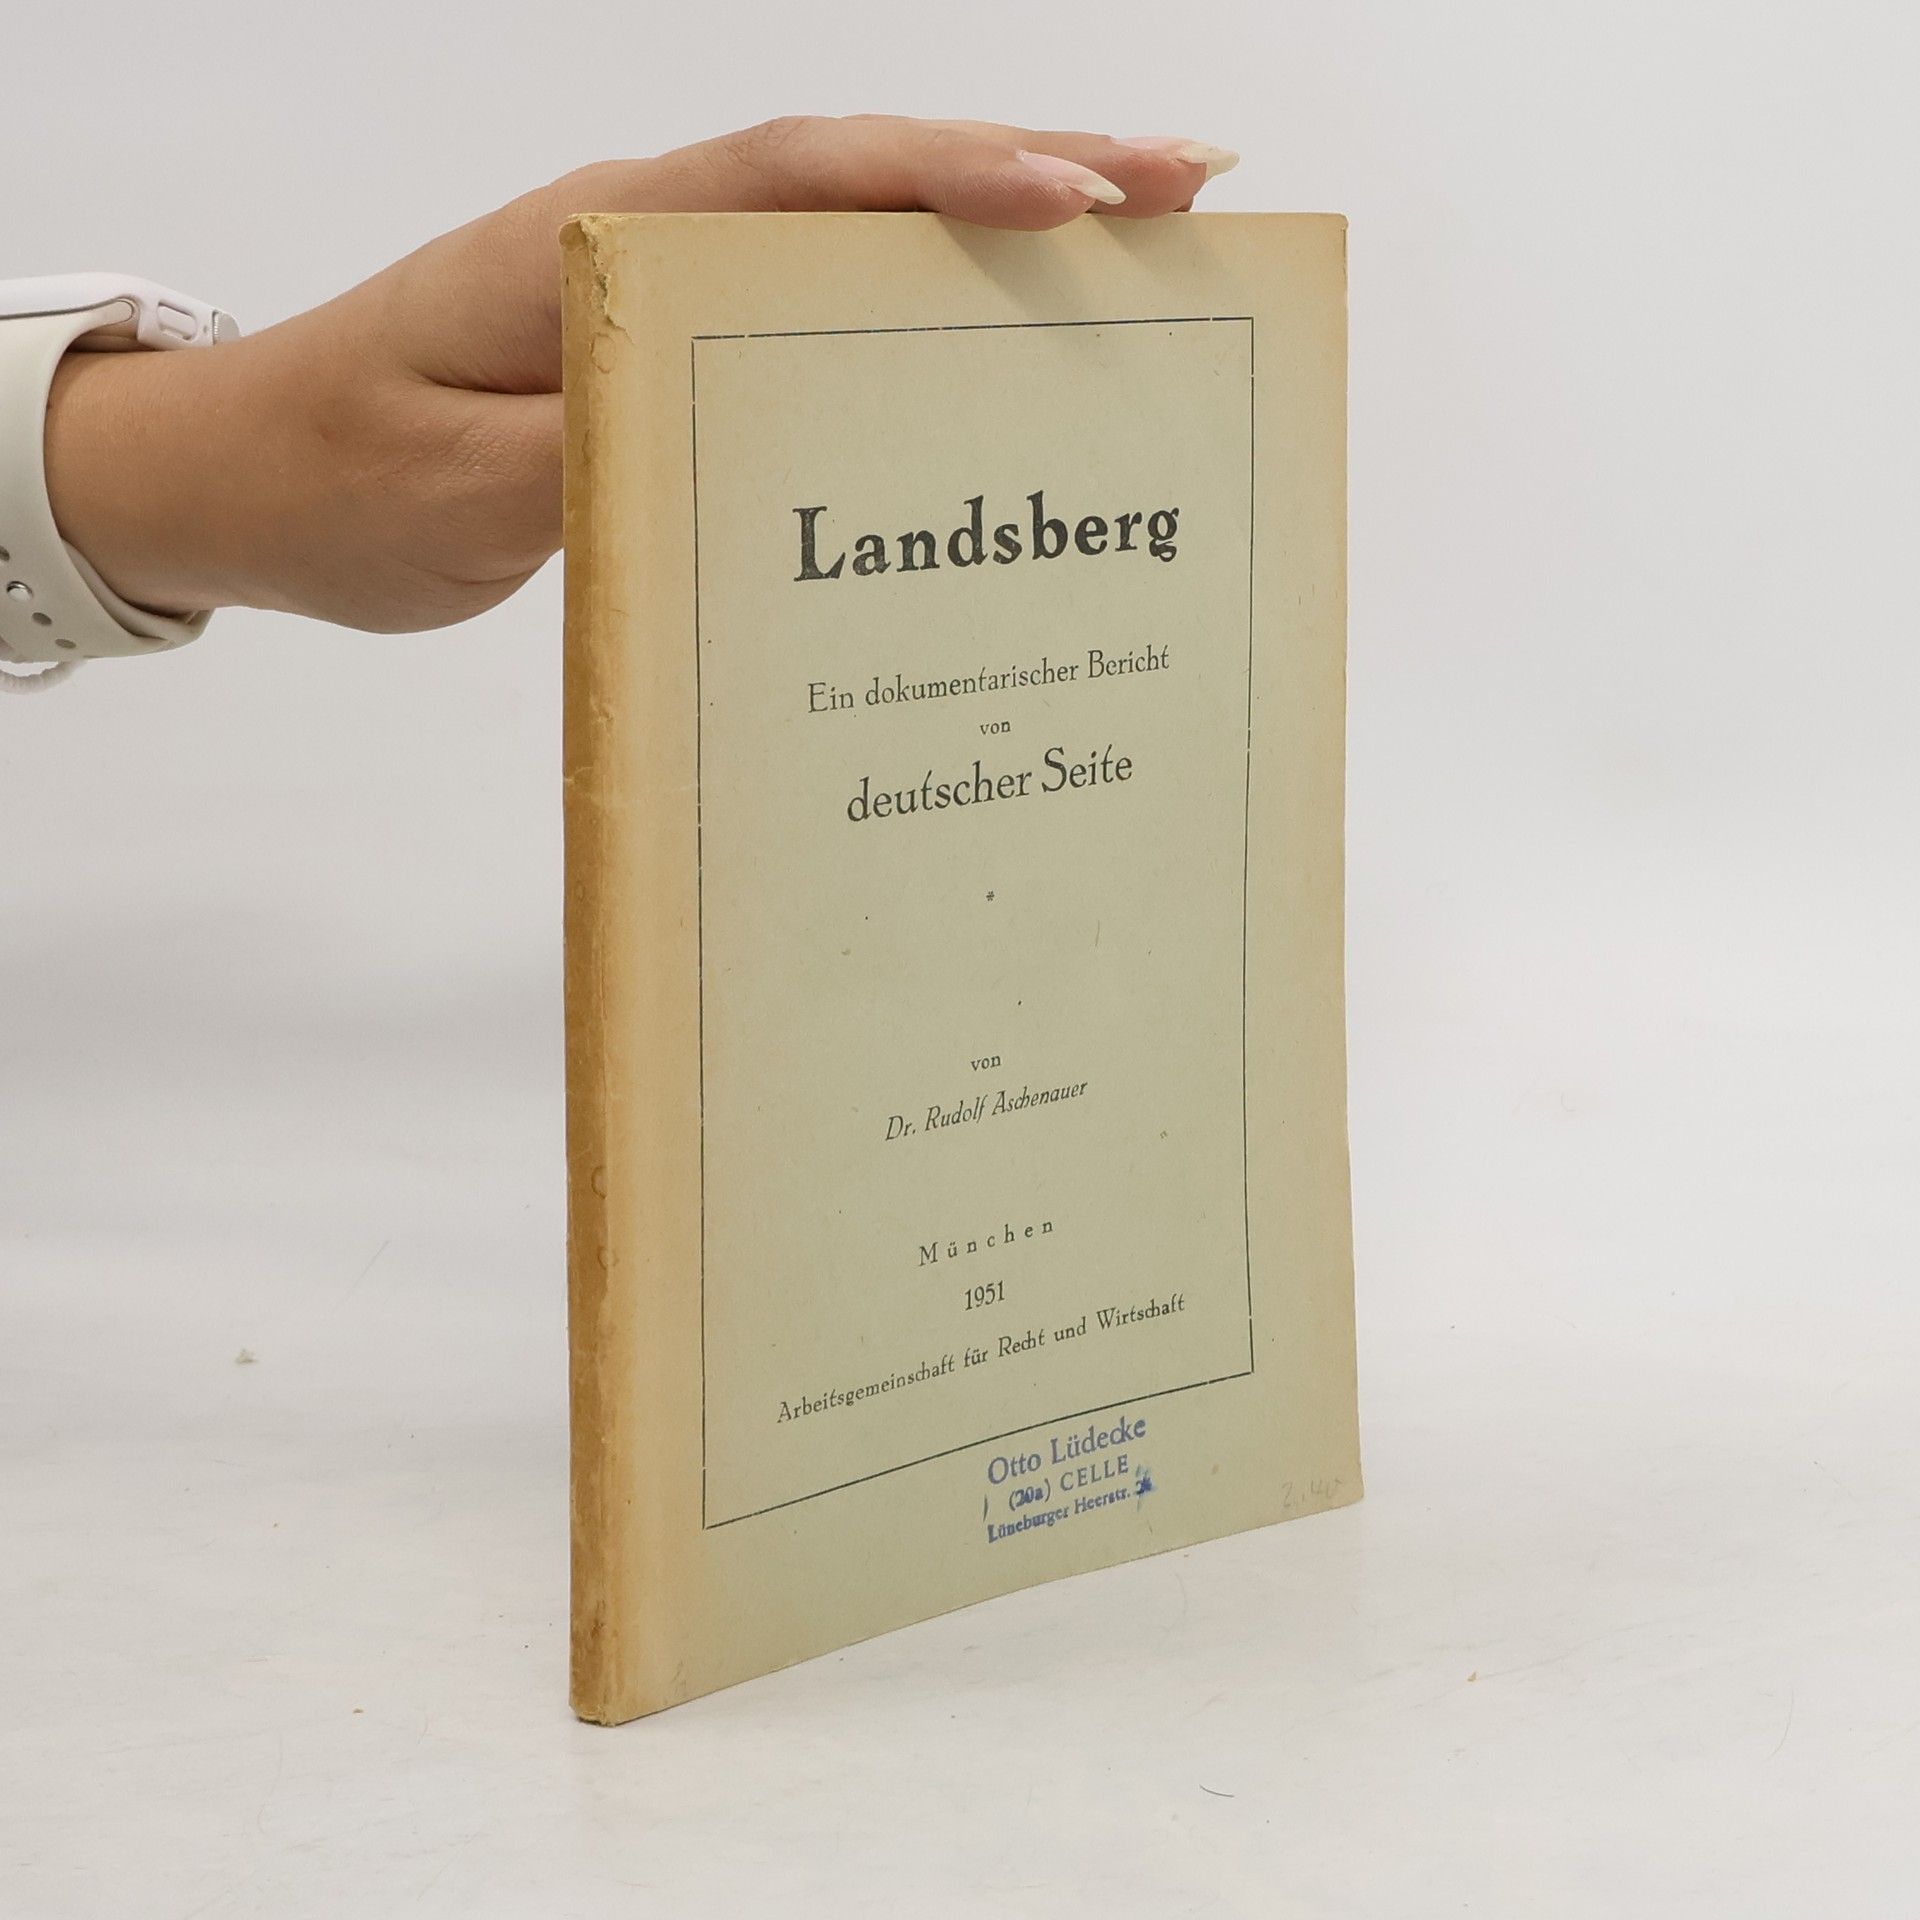 Landsberg
Ein dokumentarischer Bericht
von
deutscher Seite
*
von
Dr. Rudolf Aschenauer
München
1951
Arbeitsgemeinschaft für Recht und Wirtschaft
Otto Lüdecke
(20a) CELLE
Lüneburger Heerstr.